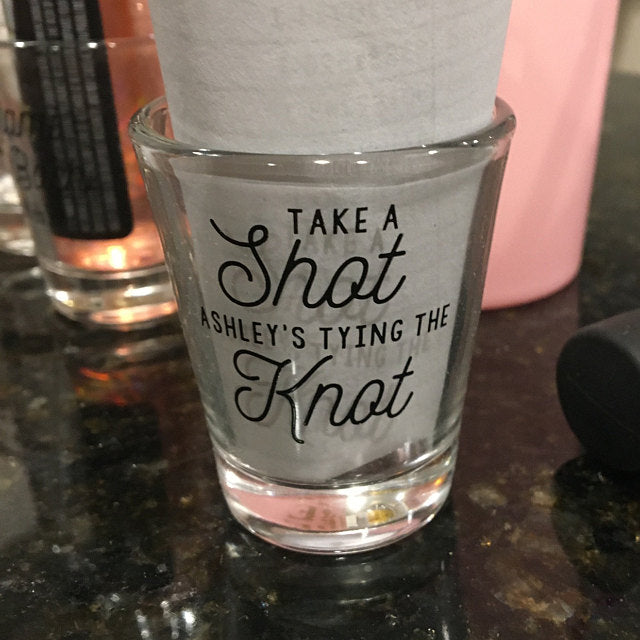 TAKE A
Shot
ASHLEY'S TYING THE
Knot